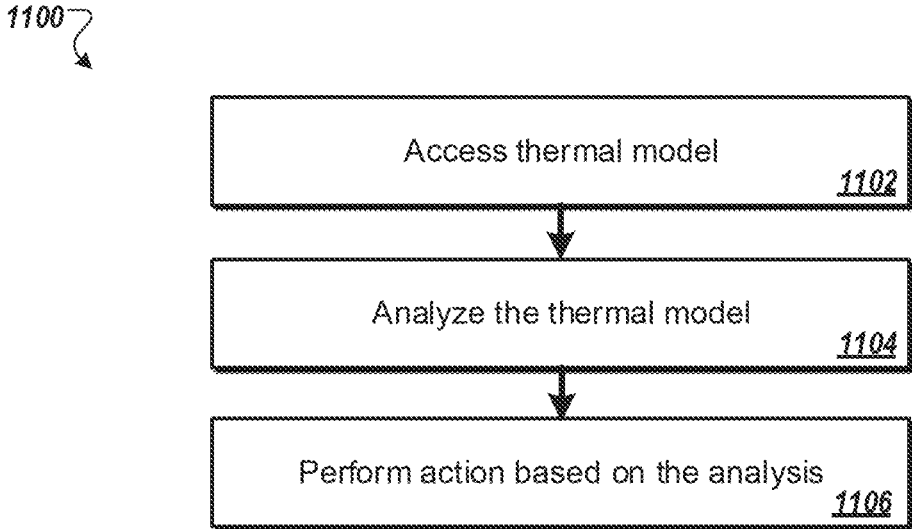 1100
Access thermal model
1102
Analyze the thermal model
1104
Perform action based on the analysis
1106